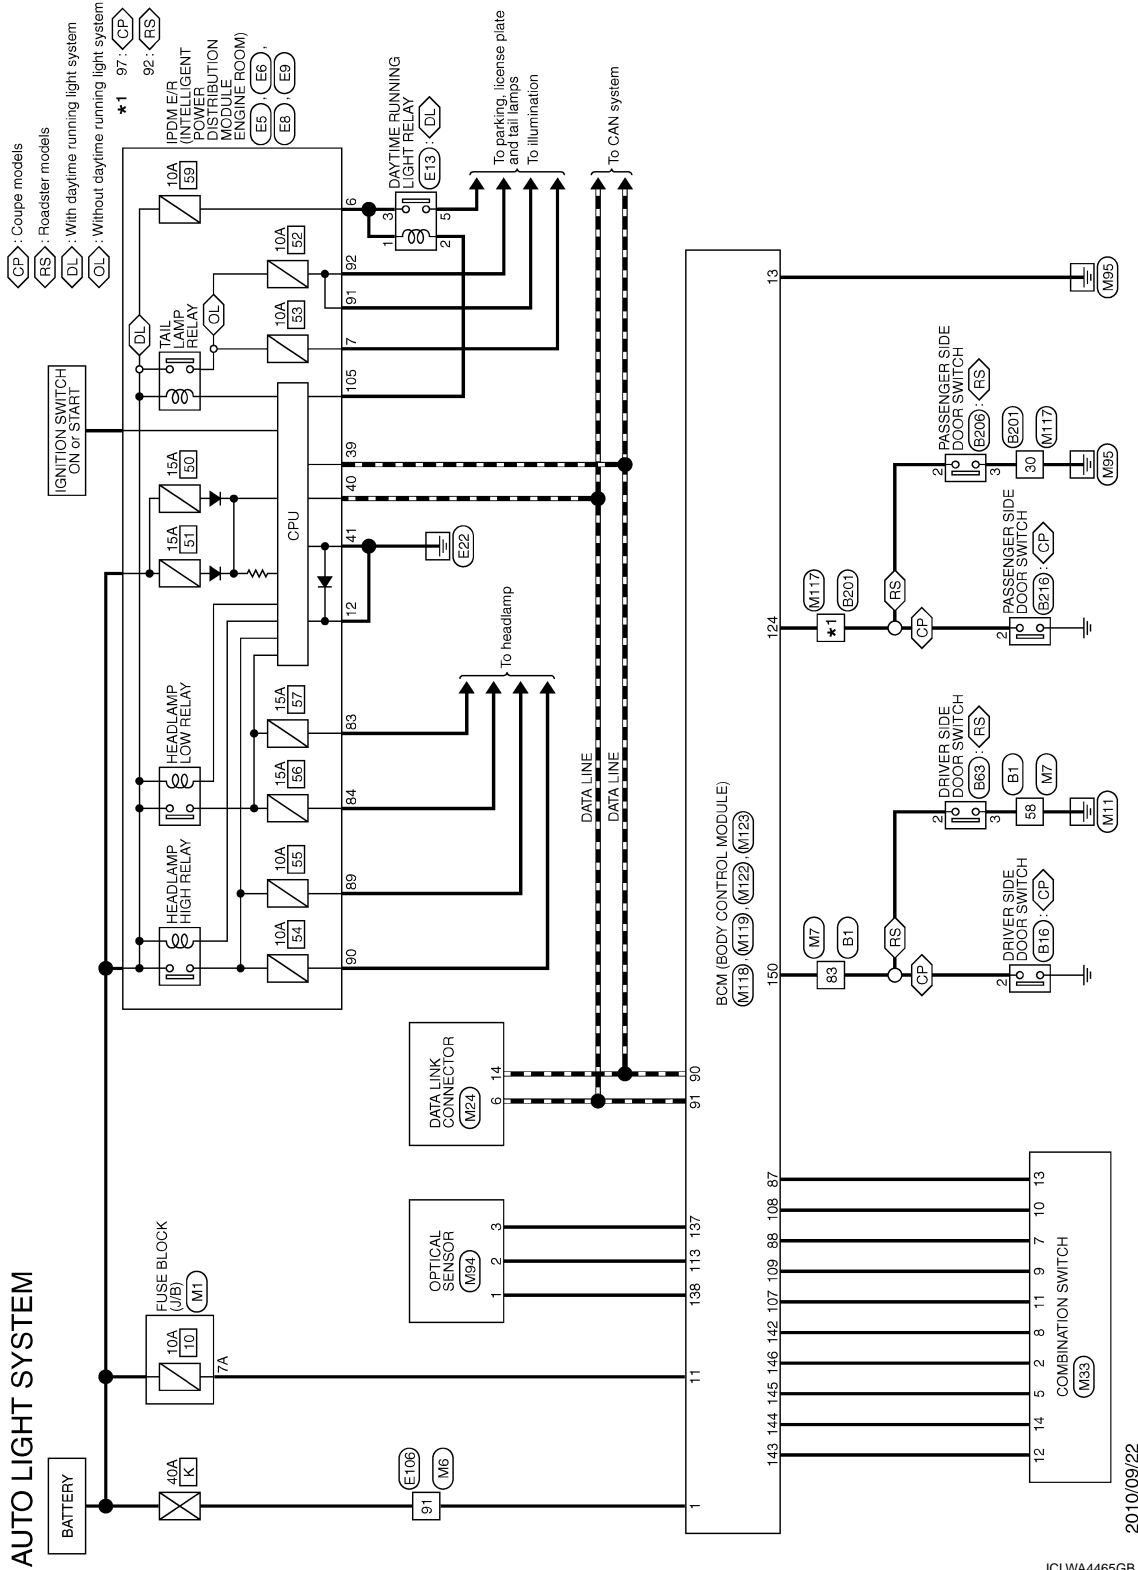 AUTO LIGHT SYSTEM
BATTERY
40A
K
E106
91
M6
1
FUSE BLOCK
(J/B)
M1
10A
10
7A
11
OPTICAL
SENSOR
M94
1
2
3
138
113
137
DATA LINK
CONNECTOR
M24
6
14
91
90
DATA LINE
DATA LINE
IGNITION SWITCH
ON or START
CP : Coupe models
RS : Roadster models
DL : With daytime running light system
OL : Without daytime running light system
*1 97 : CP
92 : RS
IPDM E/R
(INTELLIGENT
POWER
DISTRIBUTION
MODULE
ENGINE ROOM)
E5 , E6 ,
E8 , E9
HEADLAMP
HIGH RELAY
HEADLAMP
LOW RELAY
10A
54
10A
55
15A
56
15A
57
15A
51
15A
50
CPU
TAIL
LAMP
RELAY
DL
OL
10A
53
10A
52
10A
59
90
89
84
83
12
41
40
39
105
7
91
92
6
To headlamp
E22
DAYTIME RUNNING
LIGHT RELAY
E13 : DL
1
3
2
5
To parking, license plate
and tail lamps
To illumination
To CAN system
BCM (BODY CONTROL MODULE)
M118 , M119 , M122 , M123
143
144
145
146
142
107
109
88
108
87
150
124
13
12
14
5
2
8
11
9
7
10
13
COMBINATION SWITCH
M33
83
M7
B1
RS
CP
DRIVER SIDE
DOOR SWITCH
B16 : CP
2
DRIVER SIDE
DOOR SWITCH
B63 : RS
2
3
58
B1
M7
M11
*1
M117
B201
RS
CP
PASSENGER SIDE
DOOR SWITCH
B216 : CP
2
PASSENGER SIDE
DOOR SWITCH
B206 : RS
2
3
30
B201
M117
M95
M95
2010/09/22
JCLWA4465GB